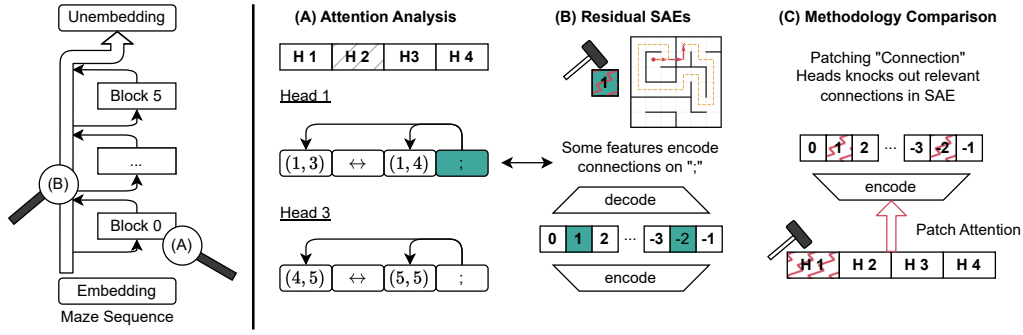 Unembedding
Block 5
...
(B)
Block 0
(A)
Embedding
Maze Sequence
(A) Attention Analysis
H 1 H 2 H3 H 4
Head 1
(1, 3) ↔ (1, 4) ;
Head 3
(4, 5) ↔ (5, 5) ;
(B) Residual SAEs
1
Some features encode
connections on ";"
decode
0 1 2 ... -3 -2 -1
encode
(C) Methodology Comparison
Patching "Connection"
Heads knocks out relevant
connections in SAE
0 1 2 ... -3 -2 -1
encode
Patch Attention
H 1 H 2 H 3 H 4